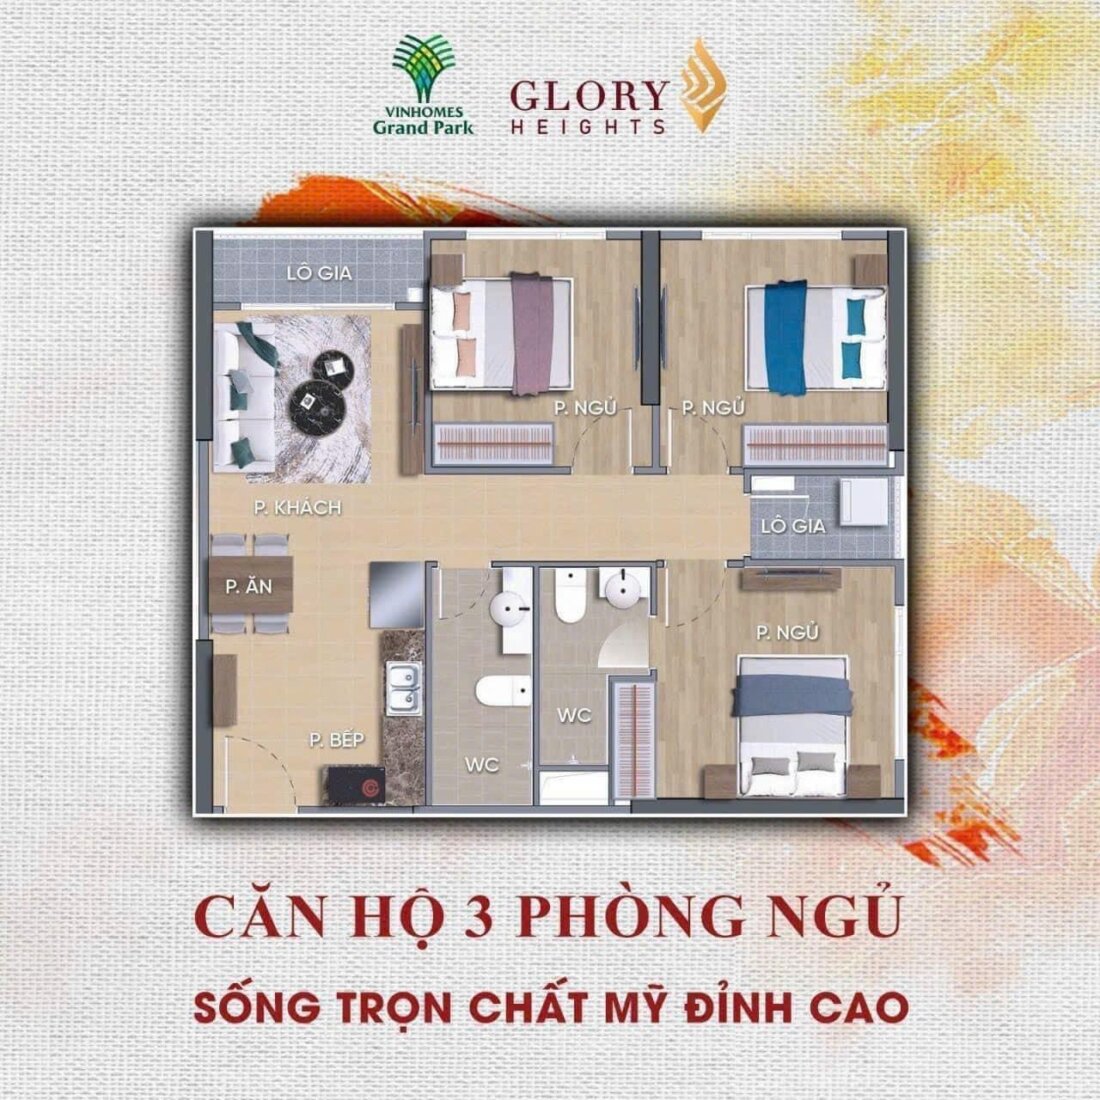 VINHOMES
Grand Park
GLORY
HEIGHTS
LÔ GIA
P. NGỦ
P. NGỦ
P. KHÁCH
LÔ GIA
P. ĂN
P. NGỦ
WC
P. BẾP
WC
CĂN HỘ 3 PHÒNG NGỦ
SỐNG TRỌN CHẤT MỸ ĐỈNH CAO